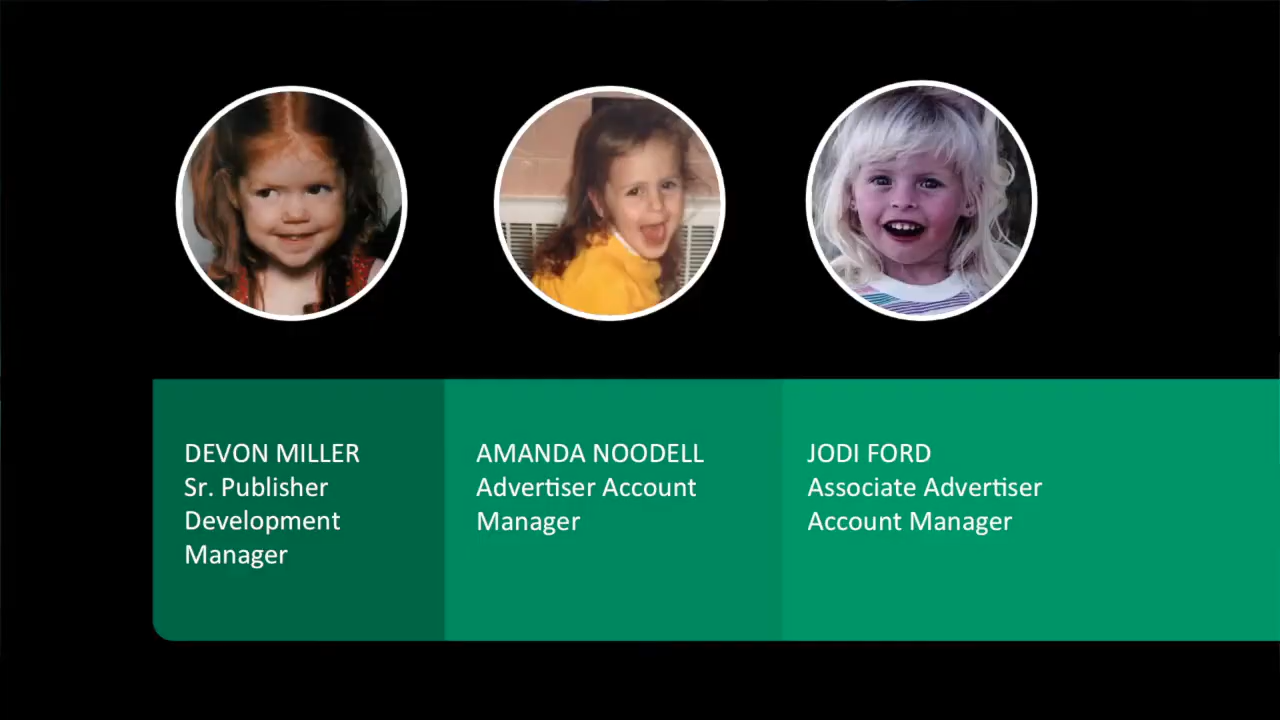 DEVON MILLER
Sr. Publisher
Development
Manager
AMANDA NOODELL
Advertiser Account
Manager
JODI FORD
Associate Advertiser
Account Manager